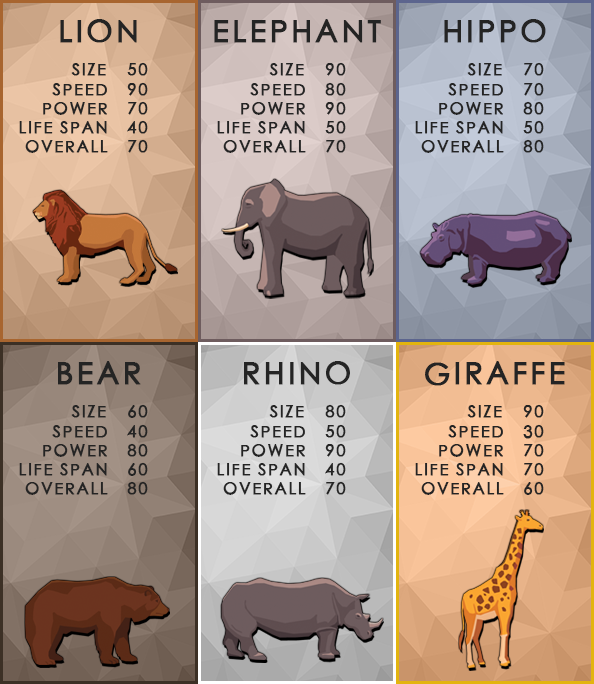 LION
SIZE 50
SPEED 90
POWER 70
LIFE SPAN 40
OVERALL 70
ELEPHANT
SIZE 90
SPEED 80
POWER 90
LIFE SPAN 50
OVERALL 70
HIPPO
SIZE 70
SPEED 70
POWER 80
LIFE SPAN 50
OVERALL 80
BEAR
SIZE 60
SPEED 40
POWER 80
LIFE SPAN 60
OVERALL 80
RHINO
SIZE 80
SPEED 50
POWER 90
LIFE SPAN 40
OVERALL 70
GIRAFFE
SIZE 90
SPEED 30
POWER 70
LIFE SPAN 70
OVERALL 60